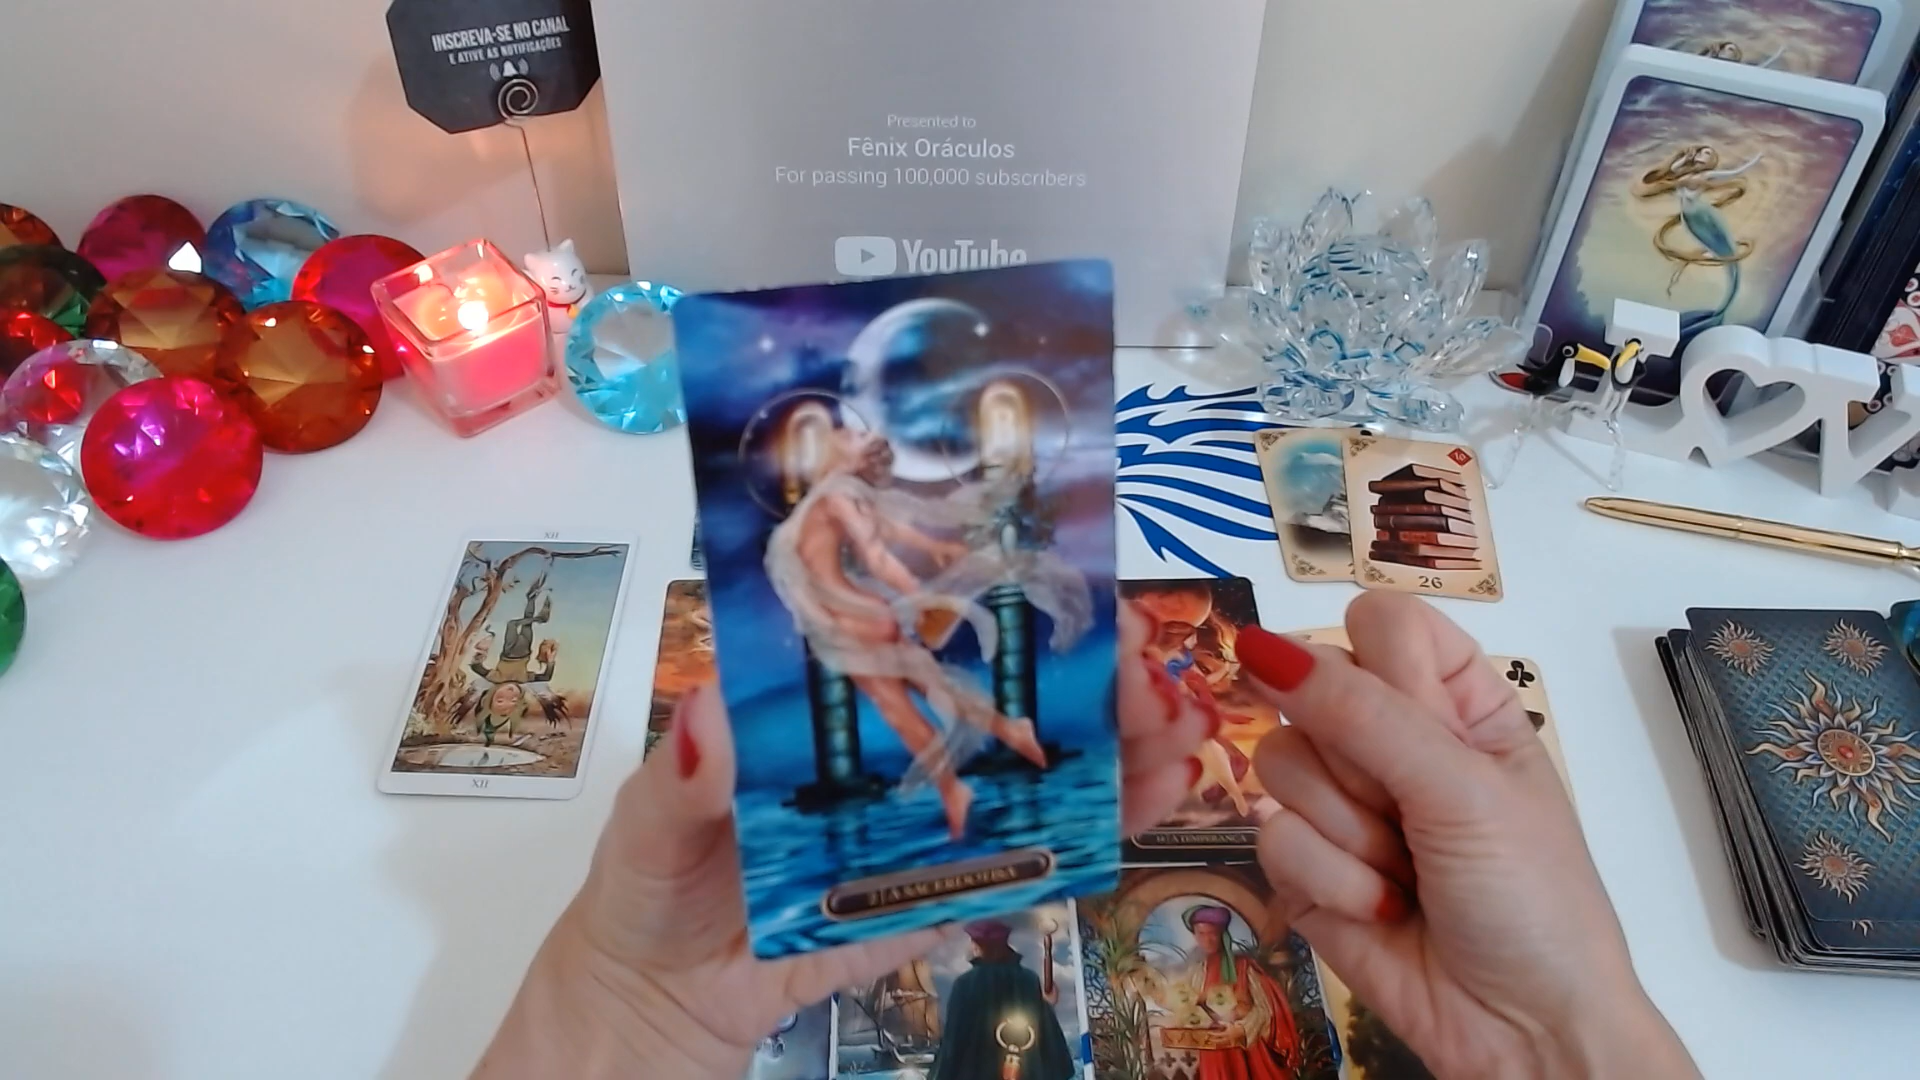 INSCREVA-SE NO CANAL
E ATIVE AS NOTIFICAÇÕES
Presented to
Fênix Oráculos
For passing 100,000 subscribers
YouTube
10
26
XII
XII
B
14 | A TEMPERANÇA
2 | A SACERDOTISA
LOV